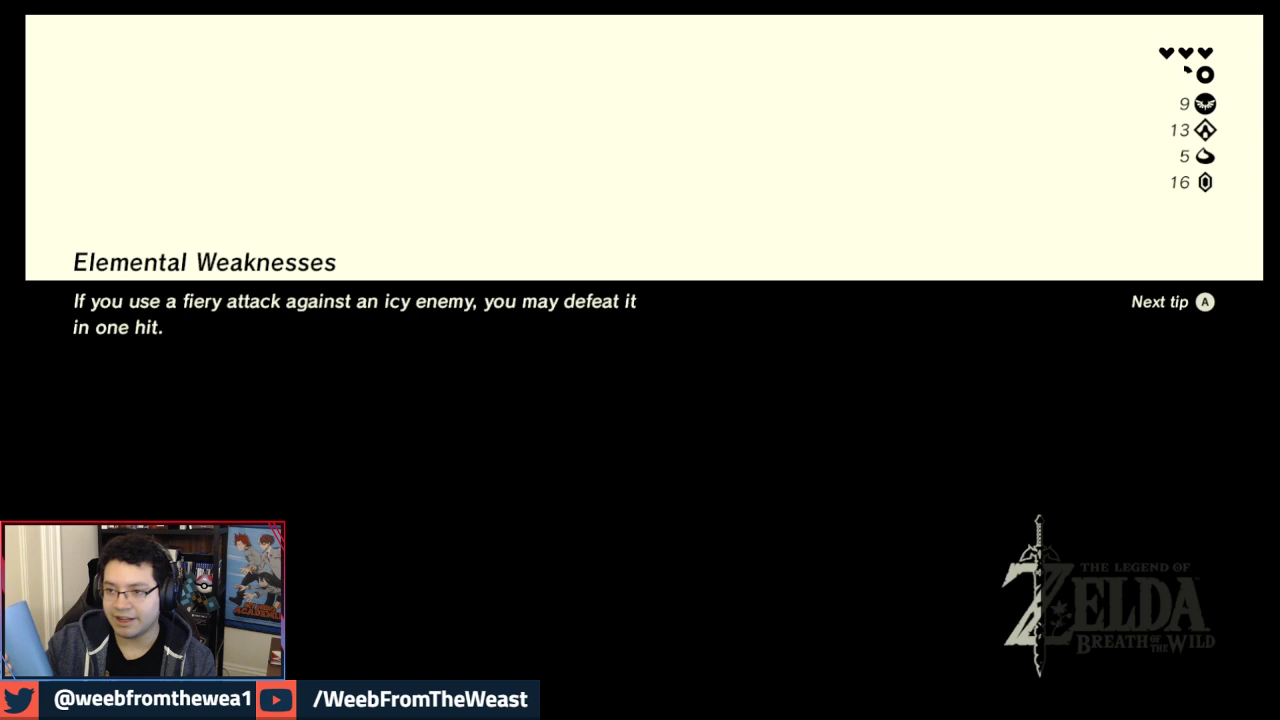 9
13
5
16
Elemental Weaknesses
If you use a fiery attack against an icy enemy, you may defeat it
in one hit.
Next tip A
THE LEGEND OF
ZELDA
BREATH OF THE WILD
@weebfromthewea1
/WeebFromTheWeast